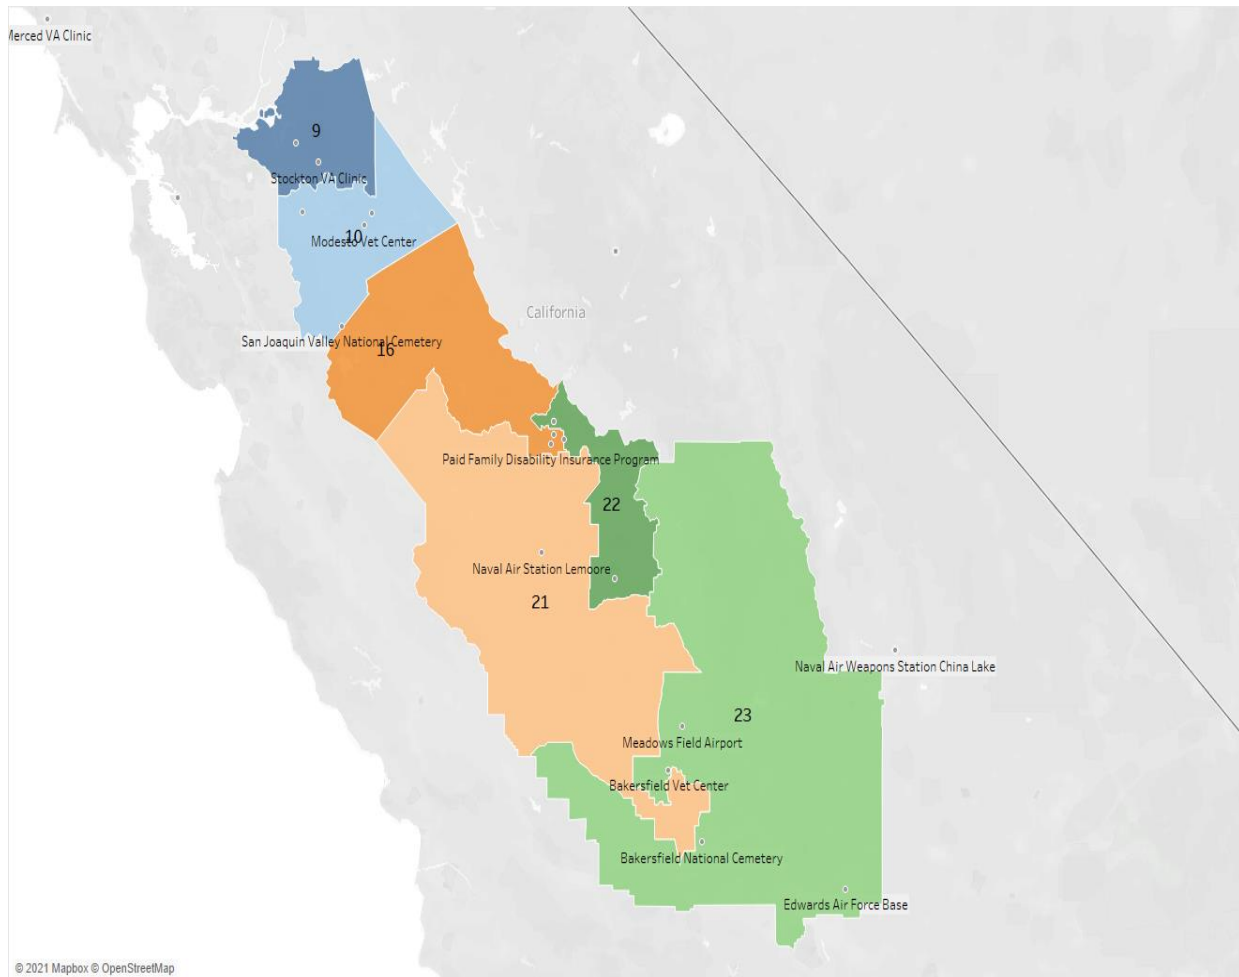 Merced VA Clinic
9
Stockton VA Clinic
10
Modesto Vet Center
California
San Joaquin Valley National Cemetery
16
Paid Family Disability Insurance Program
22
Naval Air Station Lemoore
21
Naval Air Weapons Station China Lake
23
Meadows Field Airport
Bakersfield Vet Center
Bakersfield National Cemetery
Edwards Air Force Base
© 2021 Mapbox © OpenStreetMap